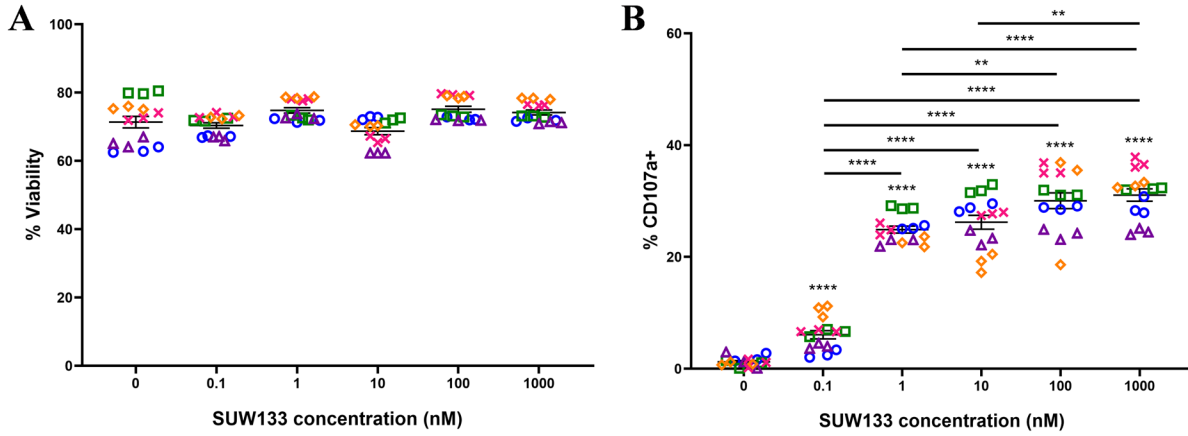 A
% Viability
100
80
60
40
20
0
0 0.1 1 10 100 1000
SUW133 concentration (nM)
B
% CD107a+
60
40
20
0
**
****
**
****
****
****
****
****
****
****
****
****
0 0.1 1 10 100 1000
SUW133 concentration (nM)